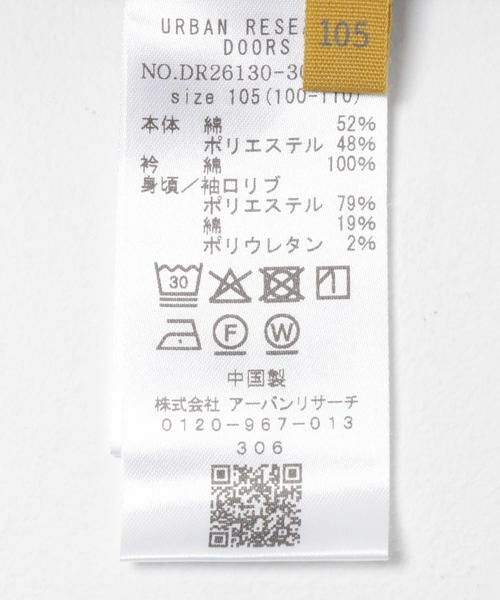 URBAN RESE
DOORS
105
NO.DR26130-30
size 105(100-110)
本体 綿 52%
ポリエステル 48%
衿 綿 100%
身頃/袖口リブ
ポリエステル 79%
綿 19%
ポリウレタン 2%
30
F W
中国製
株式会社 アーバンリサーチ
0120-967-013
306